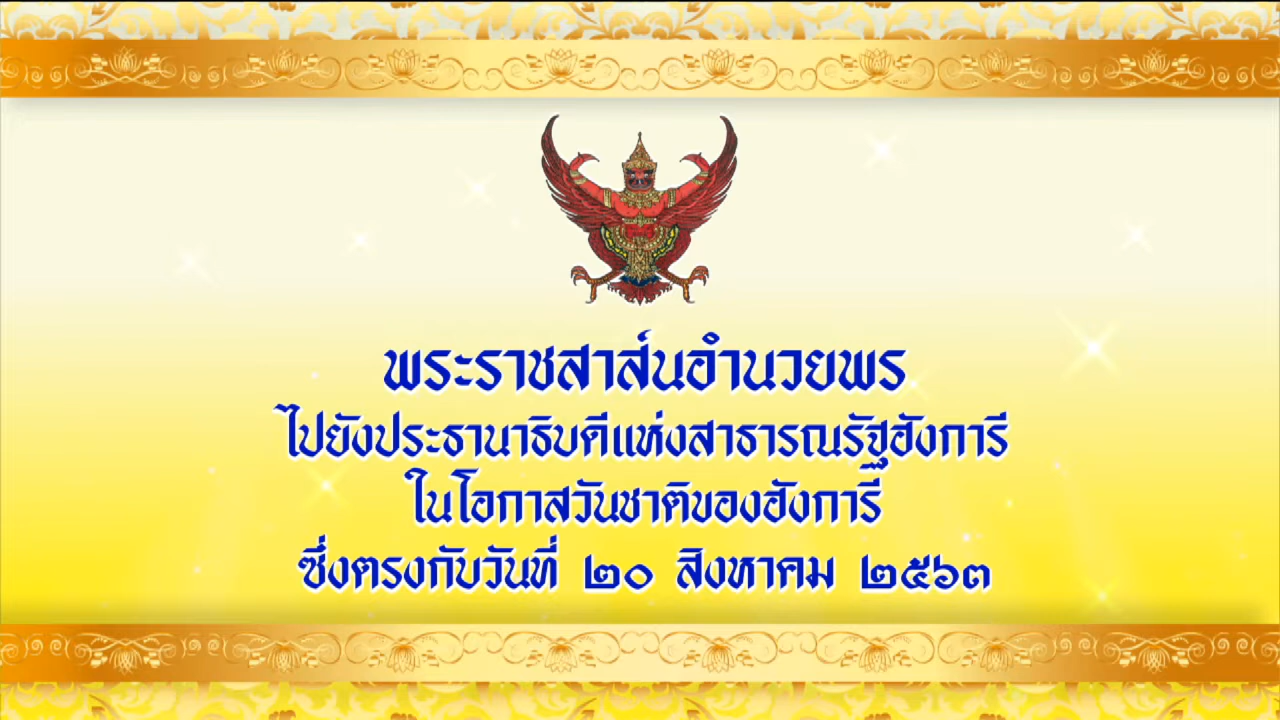 พระราชสาส์นอำนวยพร
ไปยังประธานาธิบดีแห่งสาธารณรัฐฮังการี
ในโอกาสวันชาติของฮังการี
ซึ่งตรงกับวันที่ ๒๐ สิงหาคม ๒๕๖๓